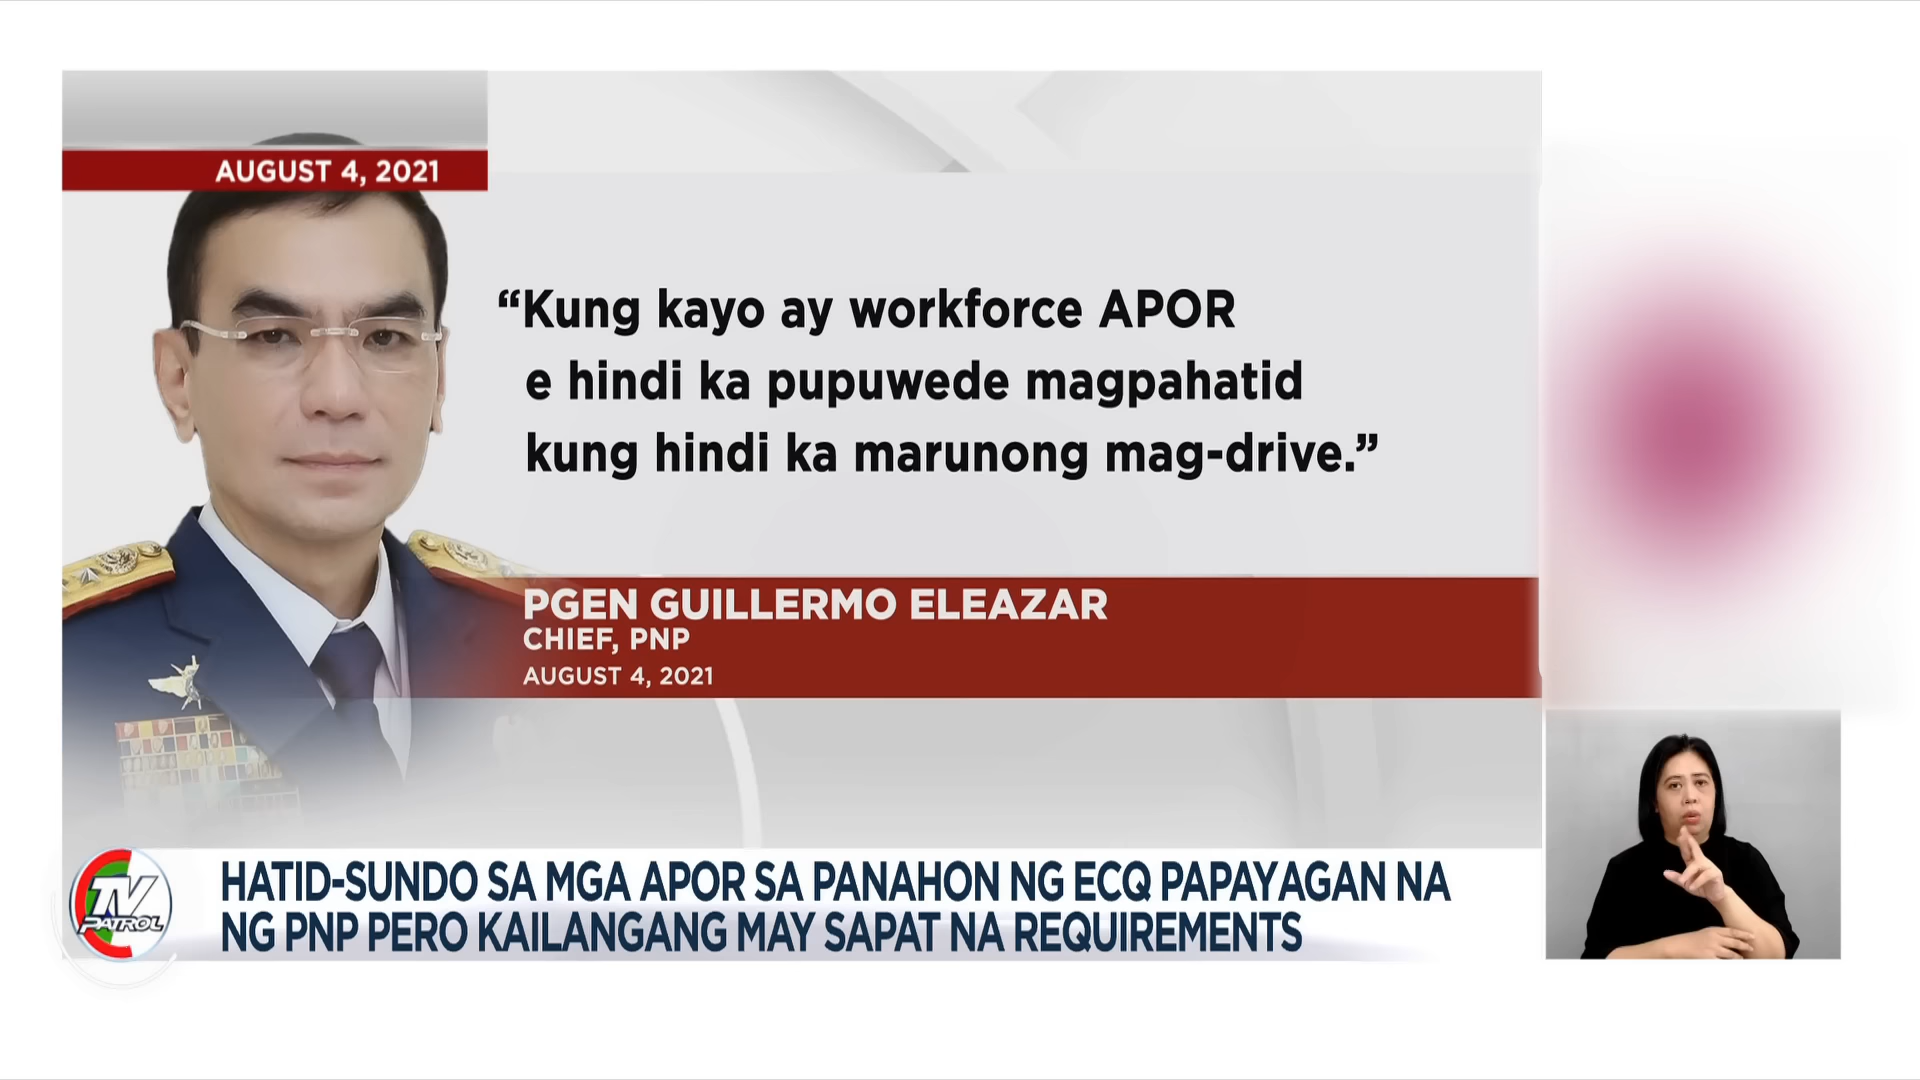 AUGUST 4, 2021
“Kung kayo ay workforce APOR
e hindi ka pupuwede magpahatid
kung hindi ka marunong mag-drive.”
PGEN GUILLERMO ELEAZAR
CHIEF, PNP
AUGUST 4, 2021
TV
PATROL
HATID-SUNDO SA MGA APOR SA PANAHON NG ECQ PAPAYAGAN NA
NG PNP PERO KAILANGANG MAY SAPAT NA REQUIREMENTS